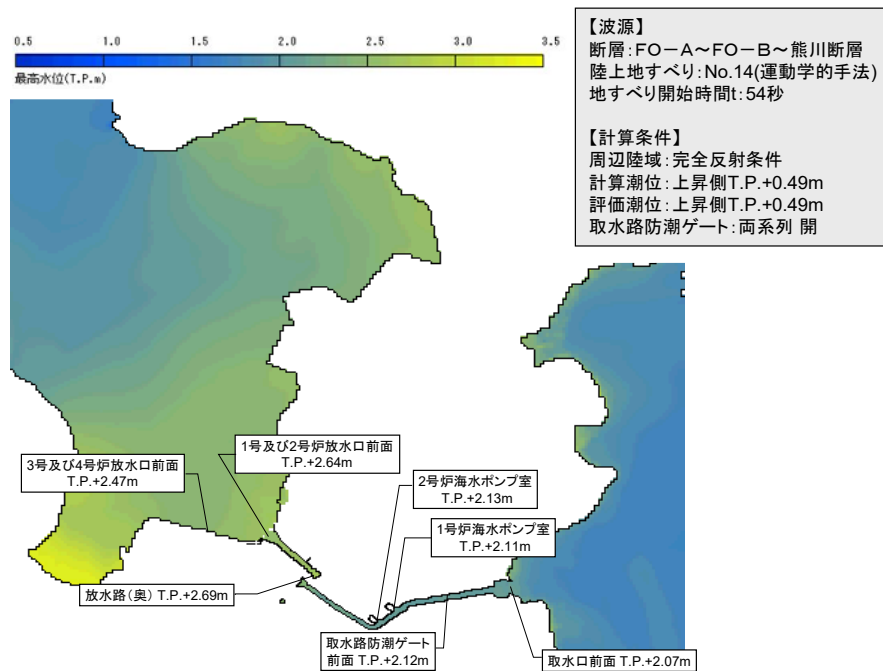 0.5 1.0 1.5 2.0 2.5 3.0 3.5
最高水位(T.P.m)
【波源】
断層:FO－A～FO－B～熊川断層
陸上地すべり:No.14(運動学的手法)
地すべり開始時間t:54秒
【計算条件】
周辺陸域:完全反射条件
計算潮位:上昇側T.P.+0.49m
評価潮位:上昇側T.P.+0.49m
取水路防潮ゲート:両系列 開
1号及び2号炉放水口前面
T.P.+2.64m
3号及び4号炉放水口前面
T.P.+2.47m
2号炉海水ポンプ室
T.P.+2.13m
1号炉海水ポンプ室
T.P.+2.11m
放水路(奥) T.P.+2.69m
取水路防潮ゲート
前面 T.P.+2.12m
取水口前面 T.P.+2.07m